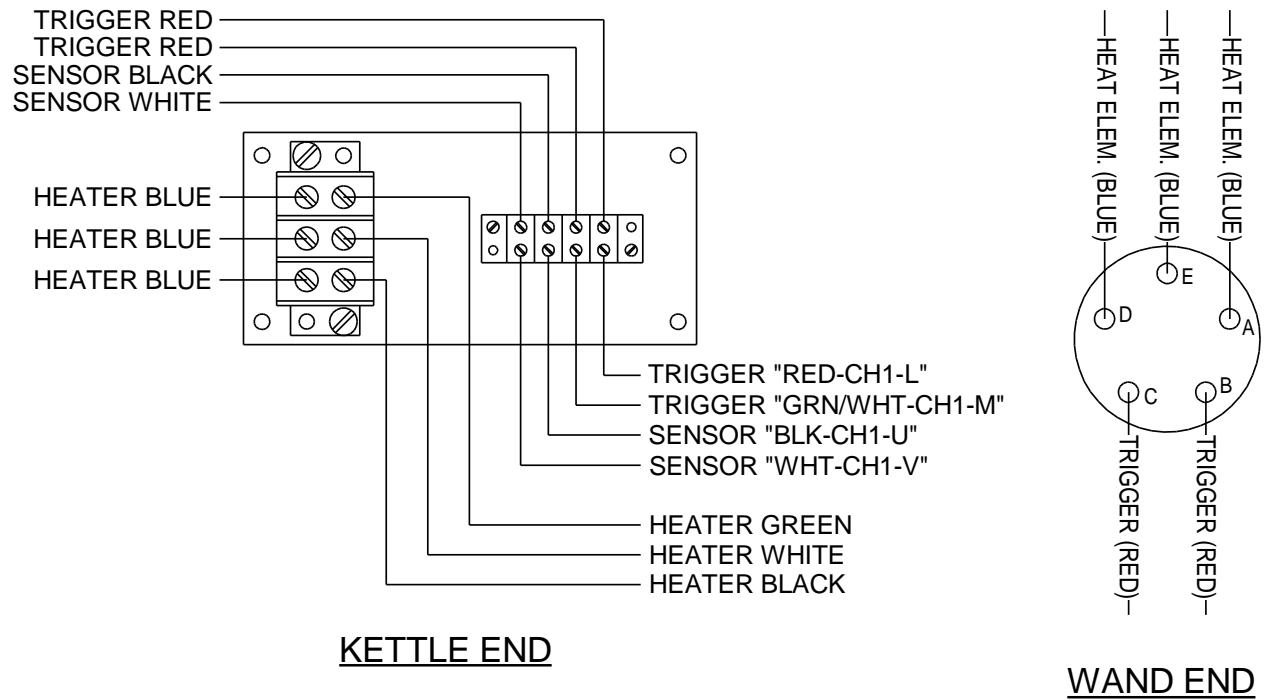 TRIGGER RED
TRIGGER RED
SENSOR BLACK
SENSOR WHITE
HEATER BLUE
HEATER BLUE
HEATER BLUE
TRIGGER "RED-CH1-L"
TRIGGER "GRN/WHT-CH1-M"
SENSOR "BLK-CH1-U"
SENSOR "WHT-CH1-V"
HEATER GREEN
HEATER WHITE
HEATER BLACK
KETTLE END
HEAT ELEM. (BLUE)
HEAT ELEM. (BLUE)
HEAT ELEM. (BLUE)
E
D
A
C
B
TRIGGER (RED)
TRIGGER (RED)
WAND END